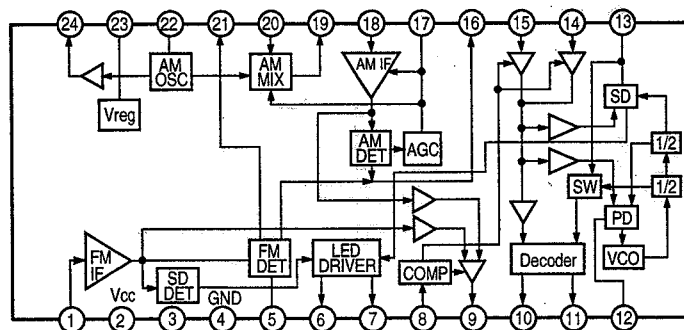 24 23 22 21 20 19 18 17 16 15 14 13
AM
OSC
AM
MIX
AM IF
SD
Vreg
AM
DET
AGC
1/2
SW
1/2
PD
FM
IF
FM
DET
LED
DRIVER
COMP
Decoder
VCO
Vcc
SD
DET
GND
1 2 3 4 5 6 7 8 9 10 11 12